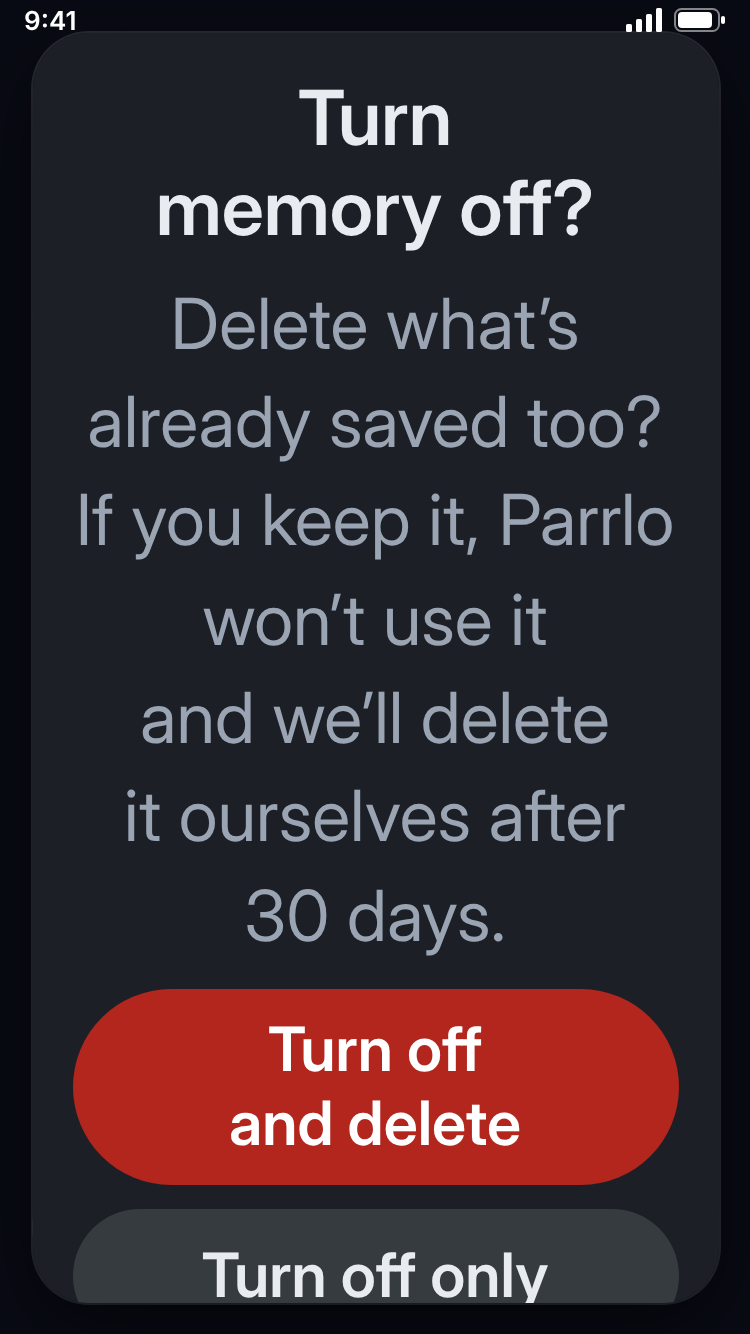 9:41
Turn
memory off?
Delete what’s
already saved too?
If you keep it, Parrlo
won’t use it
and we’ll delete
it ourselves after
30 days.
Turn off
and delete
Turn off only